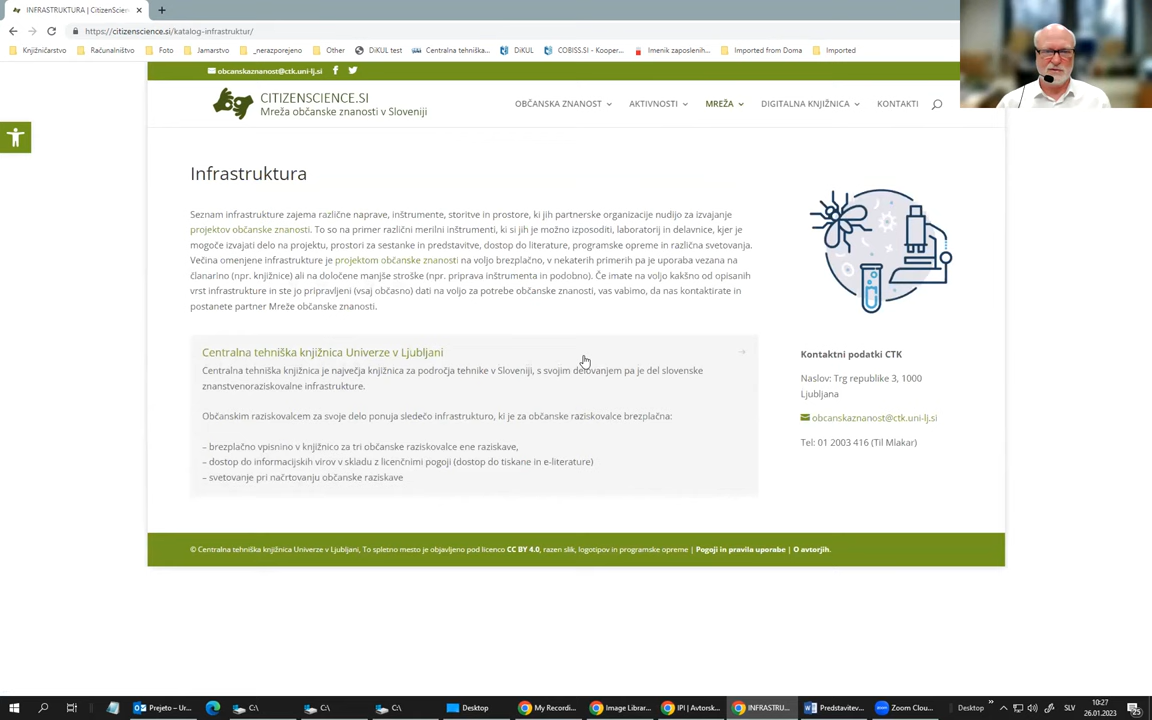 INFRASTRUKTURA | CitizenScien
https://citizenscience.si/katalog-infrastruktur/
Knjižničarstvo Računalništvo Foto Jamarstvo _nerazporejeno Other DiKUL test Centralna tehniška... DiKUL COBISS.SI - Kooper... Imenik zaposlenih... Imported from Doma Imported
obcanskaznanost@ctk.uni-lj.si
CITIZENSCIENCE.SI
Mreža občanske znanosti v Sloveniji
OBČANSKA ZNANOST AKTIVNOSTI MREŽA DIGITALNA KNJIŽNICA KONTAKTI
Infrastruktura
Seznam infrastrukture zajema različne naprave, inštrumente, storitve in prostore, ki jih partnerske organizacije nudijo za izvajanje
projektov občanske znanosti. To so na primer različni merilni inštrumenti, ki si jih je možno izposoditi, laboratorij in delavnice, kjer je
mogoče izvajati delo na projektu, prostori za sestanke in predstavitve, dostop do literature, programske opreme in različna svetovanja.
Večina omenjene infrastrukture je projektom občanske znanosti na voljo brezplačno, v nekaterih primerih pa je uporaba vezana na
članarino (npr. knjižnice) ali na določene manjše stroške (npr. priprava inštrumenta in podobno). Če imate na voljo kakšno od opisanih
vrst infrastrukture in ste jo pripravljeni (vsaj občasno) dati na voljo za potrebe občanske znanosti, vas vabimo, da nas kontaktirate in
postanete partner Mreže občanske znanosti.
Centralna tehniška knjižnica Univerze v Ljubljani
Centralna tehniška knjižnica je največja knjižnica za področja tehnike v Sloveniji, s svojim delovanjem pa je del slovenske
znanstvenoraziskovalne infrastrukture.
Občanskim raziskovalcem za svoje delo ponuja sledečo infrastrukturo, ki je za občanske raziskovalce brezplačna:
– brezplačno vpisnino v knjižnico za tri občanske raziskovalce ene raziskave,
– dostop do informacijskih virov v skladu z licenčnimi pogoji (dostop do tiskane in e-literature)
– svetovanje pri načrtovanju občanske raziskave
Kontaktni podatki CTK
Naslov: Trg republike 3, 1000
Ljubljana
obcanskaznanost@ctk.uni-lj.si
Tel: 01 2003 416 (Til Mlakar)
© Centralna tehniška knjižnica Univerze v Ljubljani, To spletno mesto je objavljeno pod licenco CC BY 4.0, razen slik, logotipov in programske opreme | Pogoji in pravila uporabe | O avtorjih.
Prejeto – Ur... C:\ C:\ C:\ Desktop My Recordi... Image Librar... IPI | Avtorsk... INFRASTRU... Predstavitev... Zoom Clou... Desktop SLV 10:27
26.01.2023 25